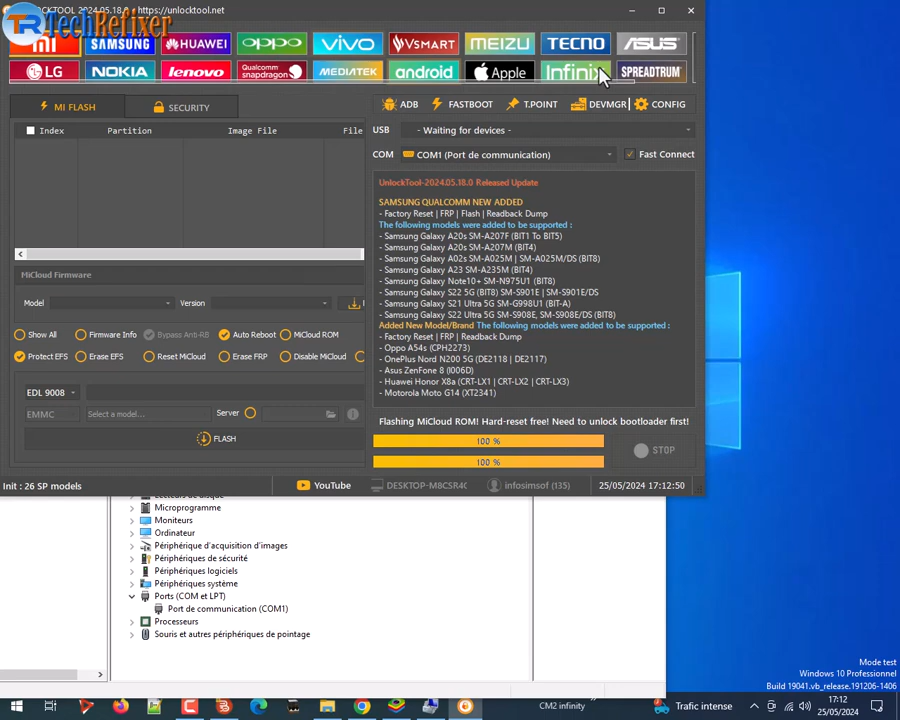 TR TechRefixer
OCKTOOL 2024.05.18.0 - https://unlocktool.net
mi SAMSUNG HUAWEI oppo vivo VSMART MEIZU TECNO ASUS
LG NOKIA lenovo Qualcomm snapdragon MEDIATEK android Apple Infinix SPREADTRUM
MI FLASH SECURITY
ADB FASTBOOT T.POINT DEVMGR CONFIG
Index Partition Image File File
USB - Waiting for devices -
COM COM1 (Port de communication) Fast Connect
UnlockTool-2024.05.18.0 Released Update
SAMSUNG QUALCOMM NEW ADDED
- Factory Reset | FRP | Flash | Readback Dump
The following models were added to be supported :
- Samsung Galaxy A20s SM-A207F (BIT1 To BIT5)
- Samsung Galaxy A20s SM-A207M (BIT4)
- Samsung Galaxy A02s SM-A025M | SM-A025M/DS (BIT8)
- Samsung Galaxy A23 SM-A235M (BIT4)
- Samsung Galaxy Note10+ SM-N975U1 (BIT8)
- Samsung Galaxy S22 5G (BIT8) SM-S901E | SM-S901E/DS
- Samsung Galaxy S21 Ultra 5G SM-G998U1 (BIT-A)
- Samsung Galaxy S22 Ultra 5G SM-S908E, SM-S908E/DS (BIT8)
Added New Model/Brand The following models were added to be supported :
- Factory Reset | FRP | Readback Dump
- Oppo A54s (CPH2273)
- OnePlus Nord N200 5G (DE2118 | DE2117)
- Asus ZenFone 8 (I006D)
- Huawei Honor X8a (CRT-LX1 | CRT-LX2 | CRT-LX3)
- Motorola Moto G14 (XT2341)
MiCloud Firmware
Model Version
Show All Firmware Info Bypass Anti-RB Auto Reboot MiCloud ROM
Protect EFS Erase EFS Reset MiCloud Erase FRP Disable MiCloud
EDL 9008
EMMC Select a model... Server
FLASH
Flashing MiCloud ROM! Hard-reset free! Need to unlock bootloader first!
100 %
100 %
STOP
Init : 26 SP models YouTube DESKTOP-M8CSR4C infosimsof (135) 25/05/2024 17:12:50
Lecteurs de disque
Microprogramme
Moniteurs
Ordinateur
Périphérique d'acquisition d'images
Périphériques de sécurité
Périphériques logiciels
Périphériques système
Ports (COM et LPT)
Port de communication (COM1)
Processeurs
Souris et autres périphériques de pointage
Mode test
Windows 10 Professionnel
Build 19041.vb_release.191206-1406
CM2 infinity Trafic intense 17:12
25/05/2024